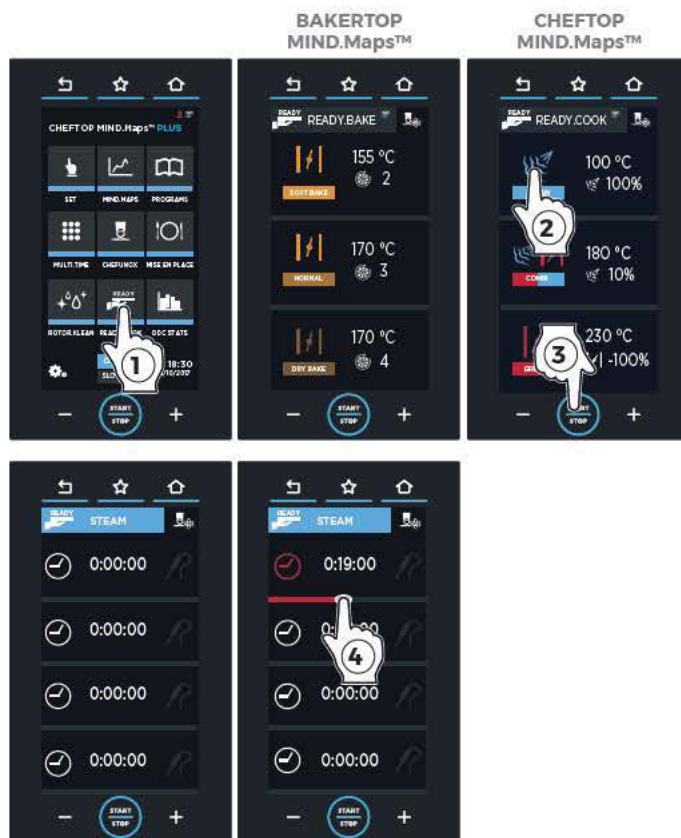 BAKERTOP
MIND.Maps™
CHEFTOP
MIND.Maps™
CHEFTOP MIND.Maps™ PLUS
SET
MIND.MAPS
PROGRAMS
MULTI.TIME
CHEFUNOX
MISE.EN.PLACE
READY
ROTOR.KLEAN
DDC STATS
18:30
1
START
STOP
READY
READY.BAKE
155 °C
2
SOFT BAKE
170 °C
3
NORMAL
170 °C
4
DRY BAKE
START
STOP
READY
READY.COOK
100 °C
100%
2
180 °C
10%
COMBI
230 °C
-100%
3
STOP
READY
STEAM
0:00:00
0:00:00
0:00:00
0:00:00
START
STOP
READY
STEAM
0:19:00
4
0:00:00
0:00:00
START
STOP